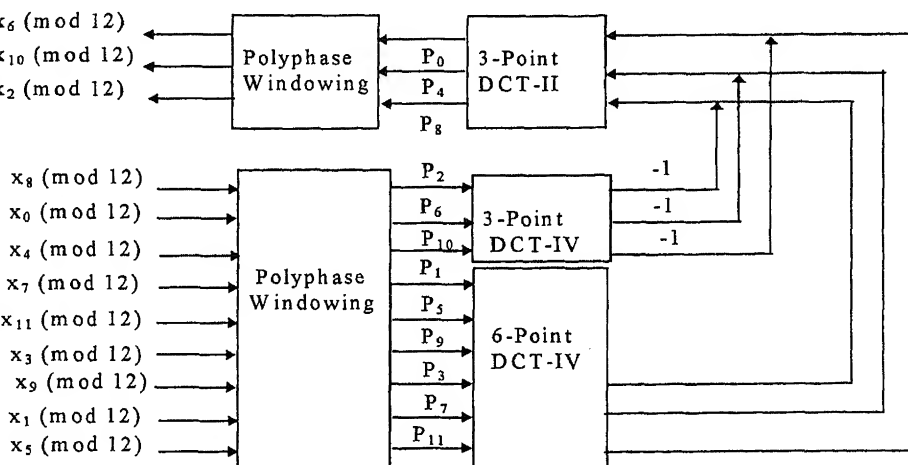 x₆ (mod 12)
x₁₀ (mod 12)
x₂ (mod 12)
Polyphase
Windowing
P₀
P₄
P₈
3-Point
DCT-II
x₈ (mod 12)
x₀ (mod 12)
x₄ (mod 12)
x₇ (mod 12)
x₁₁ (mod 12)
x₃ (mod 12)
x₉ (mod 12)
x₁ (mod 12)
x₅ (mod 12)
Polyphase
Windowing
P₂
P₆
P₁₀
P₁
P₅
P₉
P₃
P₇
P₁₁
3-Point
DCT-IV
-1
-1
-1
6-Point
DCT-IV